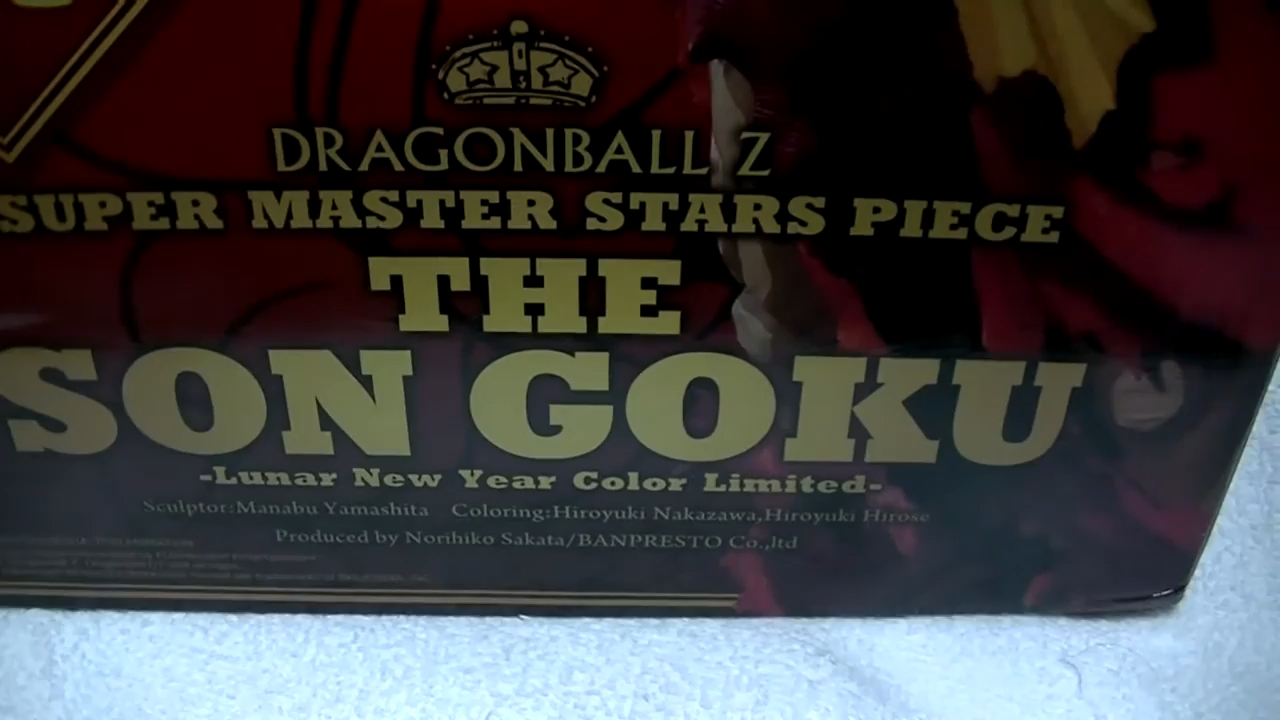 DRAGONBALL Z
SUPER MASTER STARS PIECE
THE
SON GOKU
-Lunar New Year Color Limited-
Sculptor:Manabu Yamashita Coloring:Hiroyuki Nakazawa,Hiroyuki Hirose
Produced by Norihiko Sakata/BANPRESTO Co.,ltd